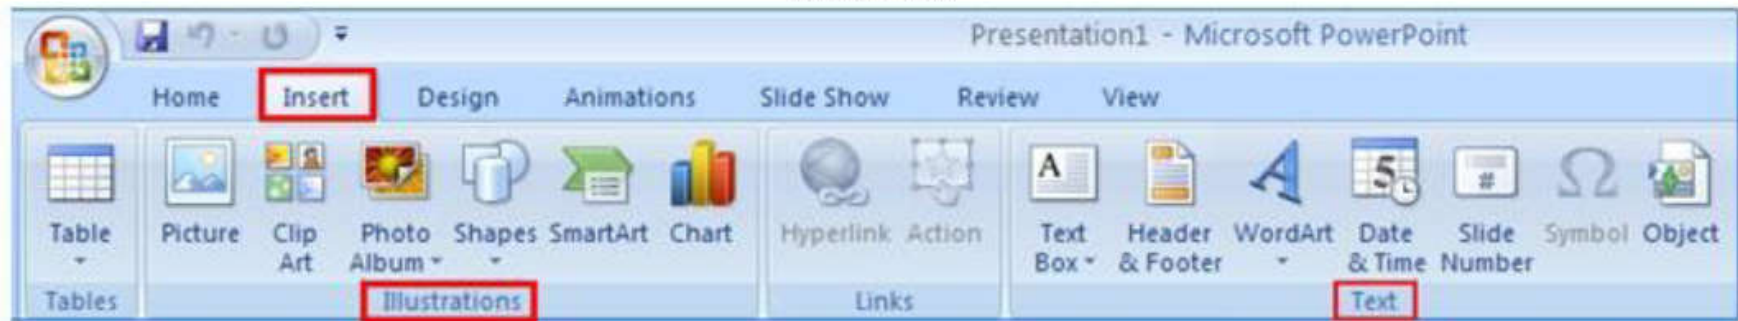 Presentation1 - Microsoft PowerPoint
Home Insert Design Animations Slide Show Review View
A 5 # Ω
Table Picture Clip Art Photo Album Shapes SmartArt Chart Hyperlink Action Text Box Header & Footer WordArt Date & Time Slide Number Symbol Object
Tables Illustrations Links Text